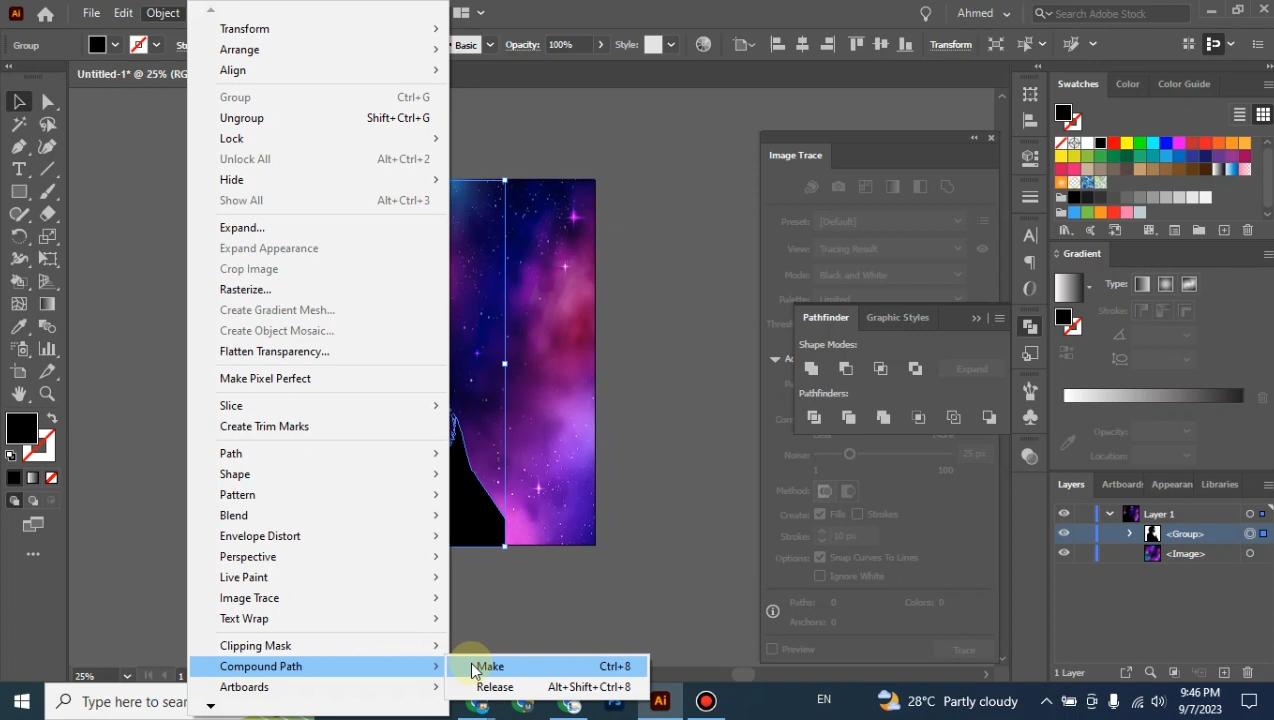 Ai File Edit Object Ahmed Search Adobe Stock
Group Basic Opacity: 100% Style: Transform
Untitled-1* @ 25% (RG
Transform
Arrange
Align
Group Ctrl+G
Ungroup Shift+Ctrl+G
Lock
Unlock All Alt+Ctrl+2
Hide
Show All Alt+Ctrl+3
Expand...
Expand Appearance
Crop Image
Rasterize...
Create Gradient Mesh...
Create Object Mosaic...
Flatten Transparency...
Make Pixel Perfect
Slice
Create Trim Marks
Path
Shape
Pattern
Blend
Envelope Distort
Perspective
Live Paint
Image Trace
Text Wrap
Clipping Mask
Compound Path
Artboards
Make Ctrl+8
Release Alt+Shift+Ctrl+8
Image Trace
Preset: [Default]
View: Tracing Result
Mode: Black and White
Palette: Limited
Pathfinder Graphic Styles
Shape Modes:
Expand
Pathfinders:
Noise: 25 px
1 100
Method:
Create: Fills Strokes
Stroke: 10 px
Options: Snap Curves To Lines
Ignore White
Paths: 0 Colors: 0
Anchors: 0
Preview Trace
Swatches Color Color Guide
Gradient
Type:
Stroke:
Opacity:
Location:
Layers Artboard Appearan Libraries
Layer 1
<Group>
<Image>
1 Layer
25% 1
Type here to sear Ps Ai 28°C Partly cloudy EN 9:46 PM
9/7/2023